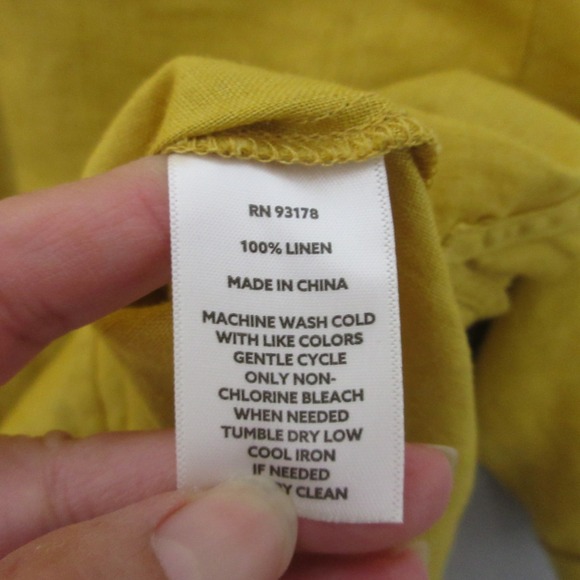 RN 93178
100% LINEN
MADE IN CHINA
MACHINE WASH COLD
WITH LIKE COLORS
GENTLE CYCLE
ONLY NON-
CHLORINE BLEACH
WHEN NEEDED
TUMBLE DRY LOW
COOL IRON
IF NEEDED
CLEAN